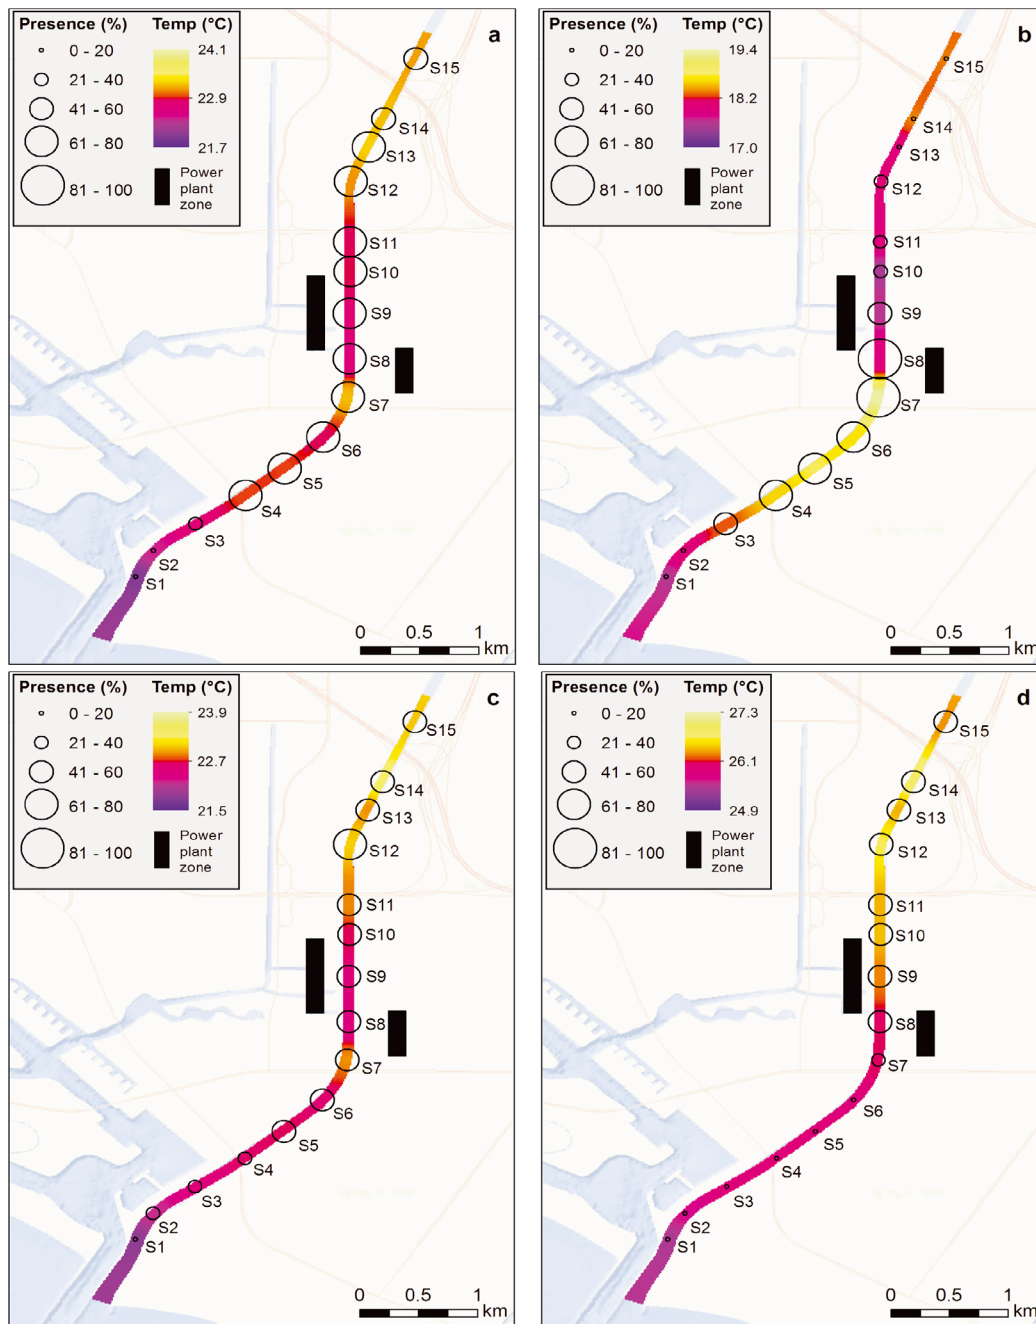 Presence (%) Temp (°C)
0 - 20
21 - 40
41 - 60
61 - 80
81 - 100
24.1
22.9
21.7
Power
plant
zone
a
S15
S14
S13
S12
S11
S10
S9
S8
S7
S6
S5
S4
S3
S2
S1
0 0.5 1
km
Presence (%) Temp (°C)
0 - 20
21 - 40
41 - 60
61 - 80
81 - 100
19.4
18.2
17.0
Power
plant
zone
b
S15
S14
S13
S12
S11
S10
S9
S8
S7
S6
S5
S4
S3
S2
S1
0 0.5 1
km
Presence (%) Temp (°C)
0 - 20
21 - 40
41 - 60
61 - 80
81 - 100
23.9
22.7
21.5
Power
plant
zone
c
S15
S14
S13
S12
S11
S10
S9
S8
S7
S6
S5
S4
S3
S2
S1
0 0.5 1
km
Presence (%) Temp (°C)
0 - 20
21 - 40
41 - 60
61 - 80
81 - 100
27.3
26.1
24.9
Power
plant
zone
d
S15
S14
S13
S12
S11
S10
S9
S8
S7
S6
S5
S4
S3
S2
S1
0 0.5 1
km